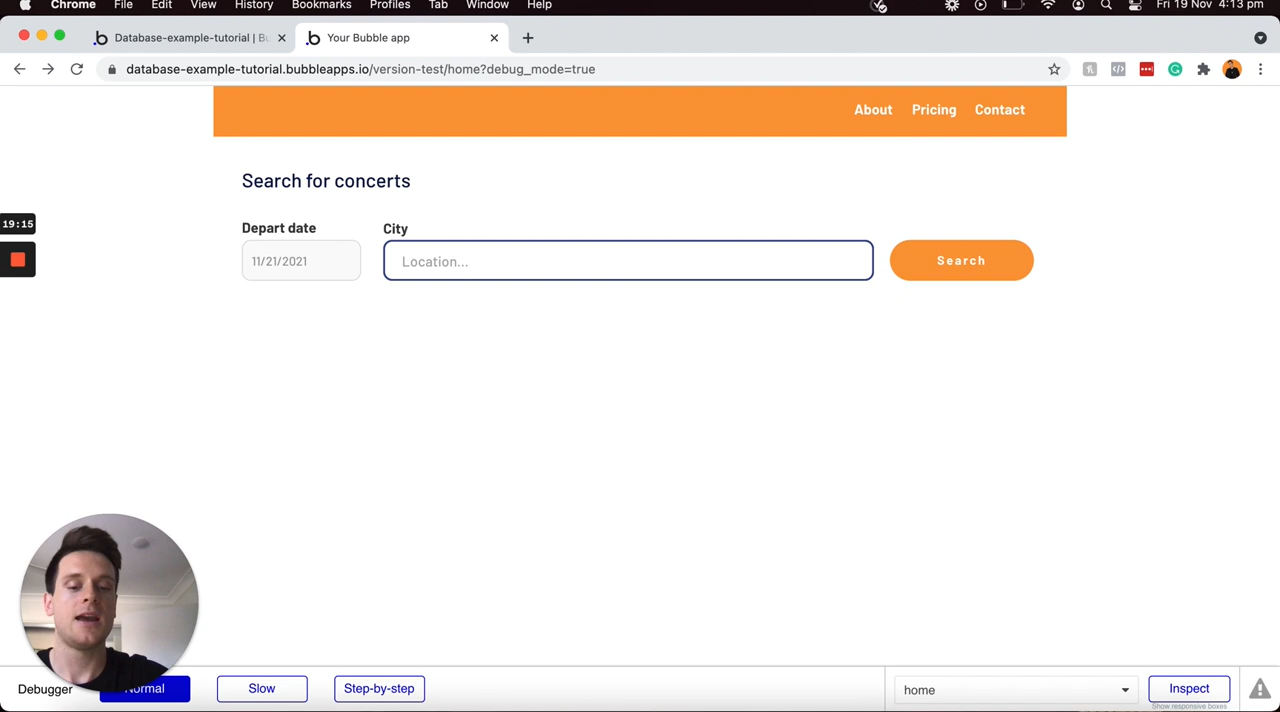 Chrome File Edit View History Bookmarks Profiles Tab Window Help Fri 19 Nov 4:13 pm
Database-example-tutorial | Bu Your Bubble app
database-example-tutorial.bubbleapps.io/version-test/home?debug_mode=true
About Pricing Contact
Search for concerts
19:15
Depart date City
11/21/2021 Location... Search
Debugger Normal Slow Step-by-step home Inspect
Show responsive boxes